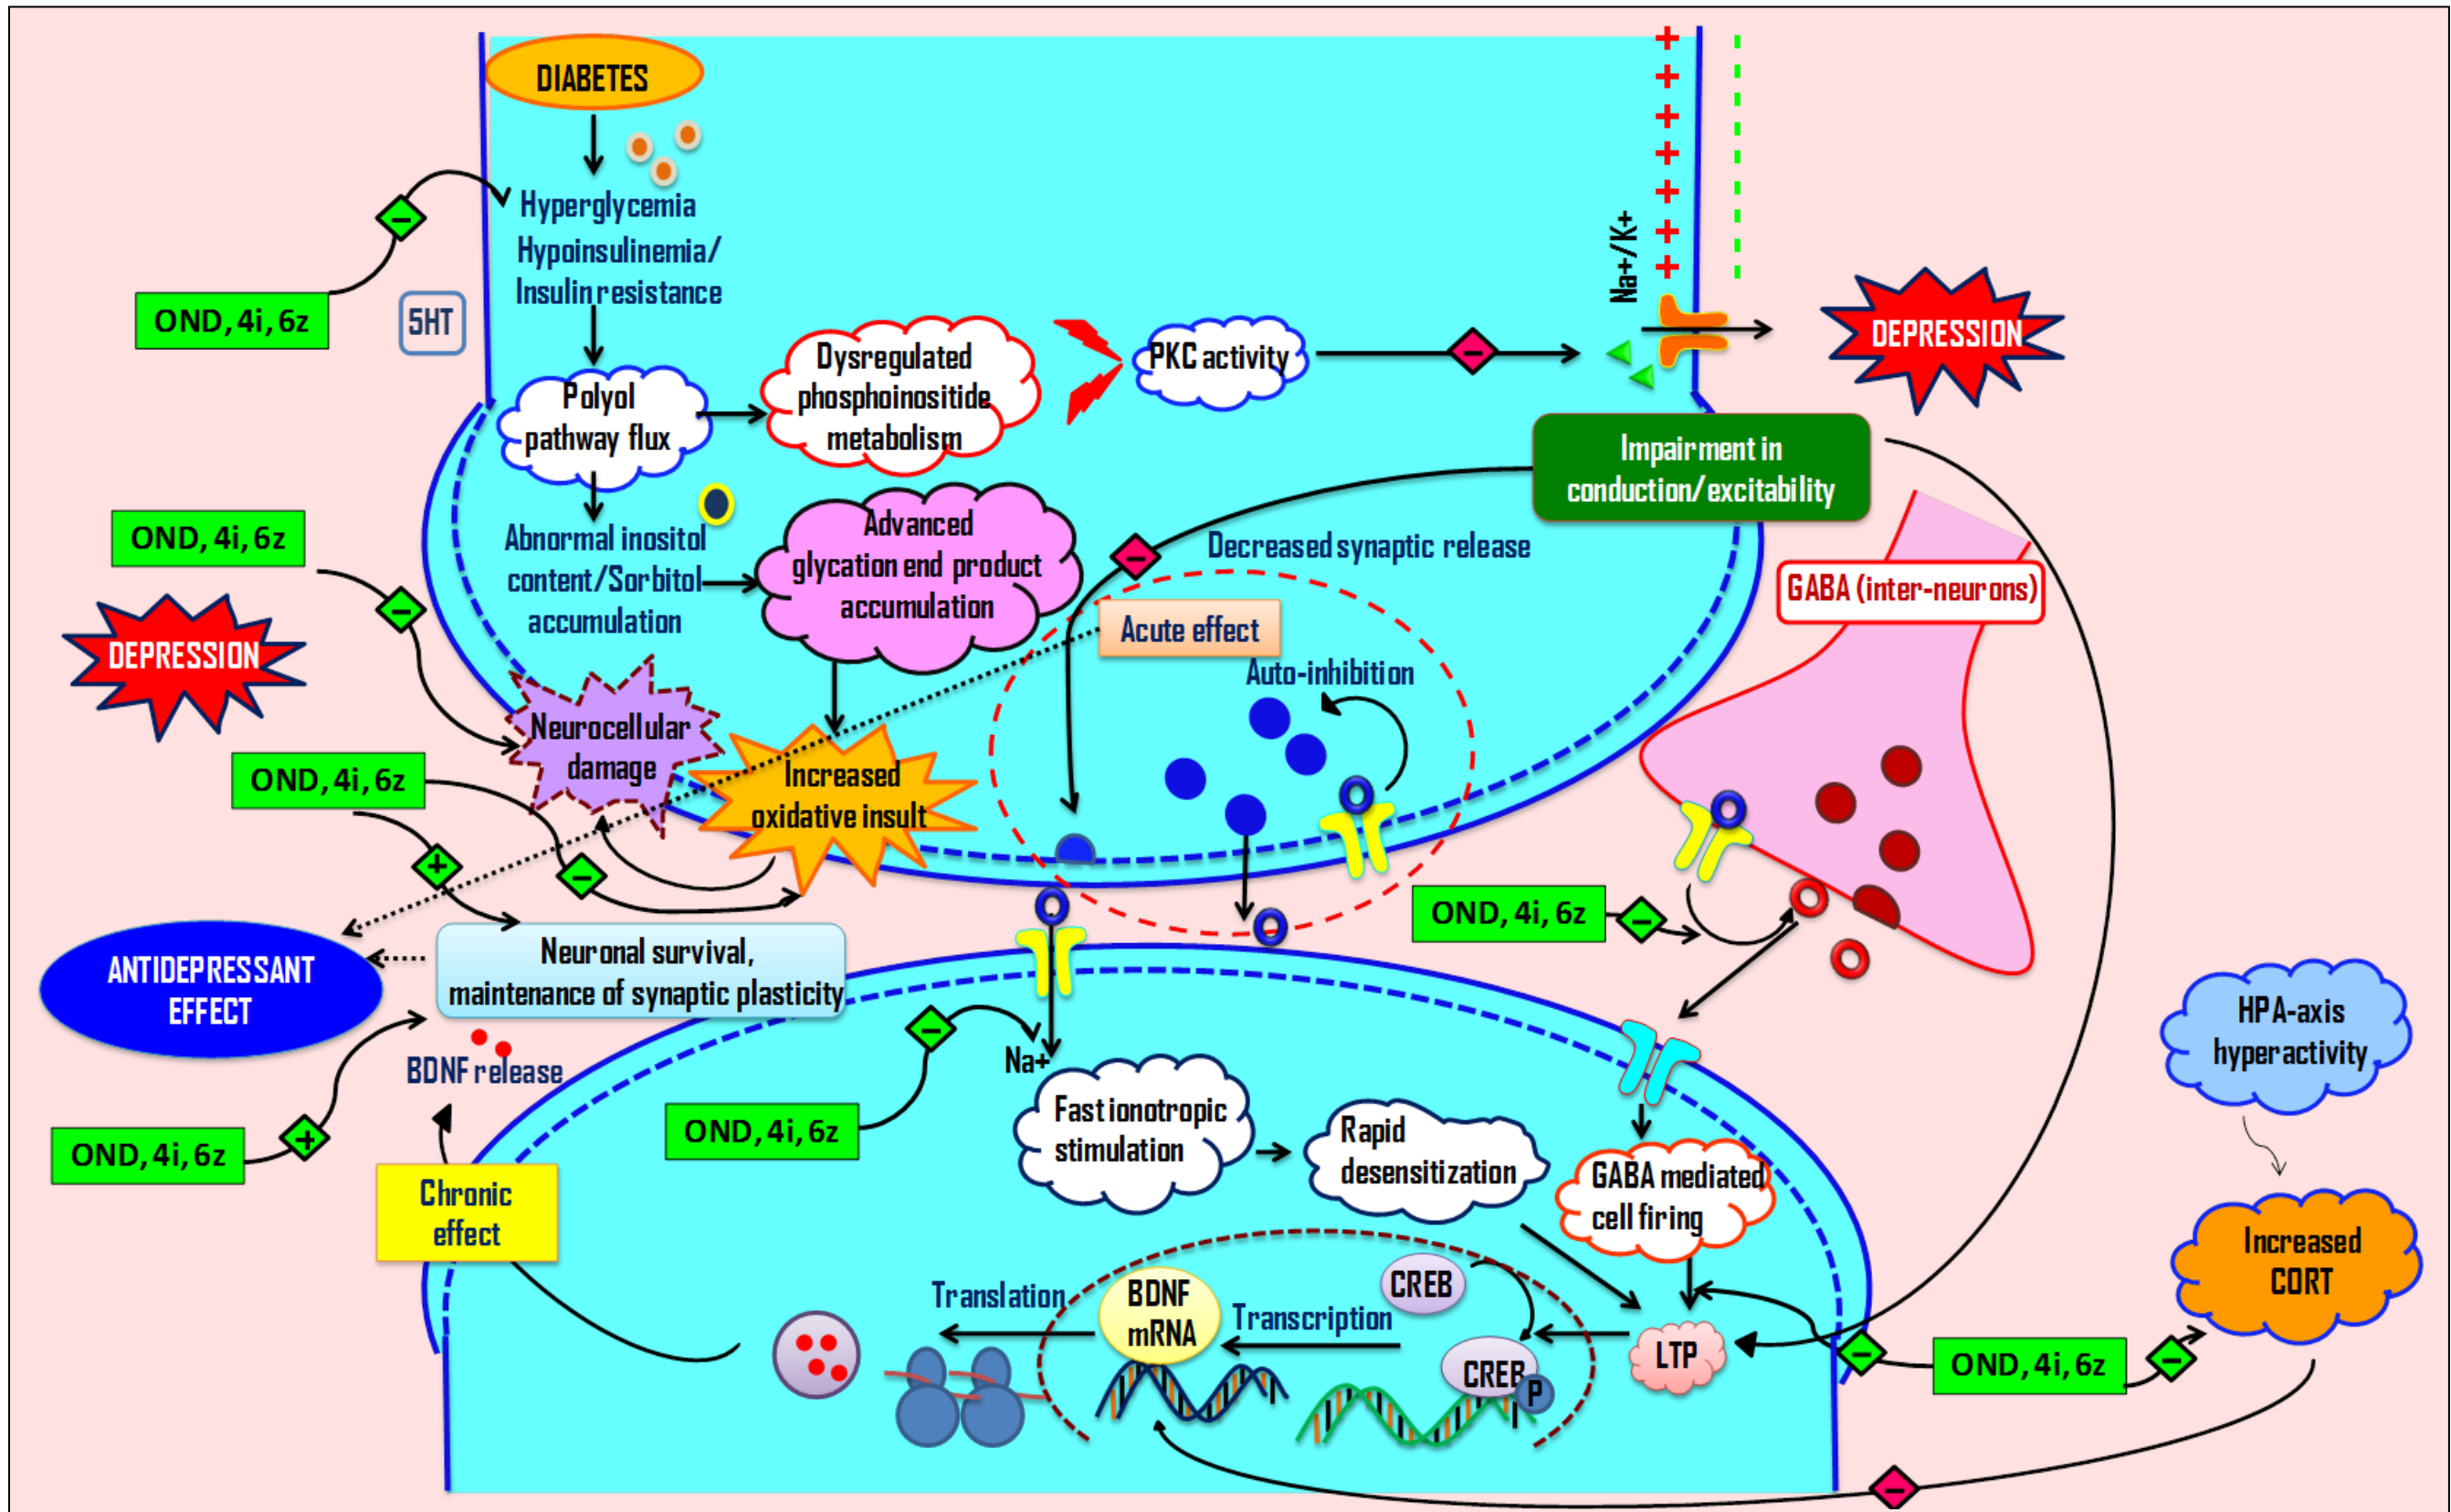 DIABETES
Hyperglycemia
Hypoinsulinemia/
Insulin resistance
OND, 4i, 6z
5HT
Polyol
pathway flux
Dysregulated
phosphoinositide
metabolism
PKC activity
−
Na+/K+
+
+
+
+
+
+
+
DEPRESSION
Impairment in
conduction/excitability
−
OND, 4i, 6z
−
DEPRESSION
Abnormal inositol
content/Sorbitol
accumulation
Advanced
glycation end product
accumulation
−
Decreased synaptic release
Acute effect
Auto-inhibition
GABA (inter-neurons)
Neurocellular
damage
Increased
oxidative insult
OND, 4i, 6z
+
−
OND, 4i, 6z
−
ANTIDEPRESSANT
EFFECT
Neuronal survival,
maintenance of synaptic plasticity
BDNF release
OND, 4i, 6z
+
Chronic
effect
OND, 4i, 6z
−
Na+
Fast ionotropic
stimulation
Rapid
desensitization
GABA mediated
cell firing
HPA-axis
hyperactivity
Increased
CORT
Translation
BDNF
mRNA
Transcription
CREB
CREB
P
LTP
−
OND, 4i, 6z
−
−